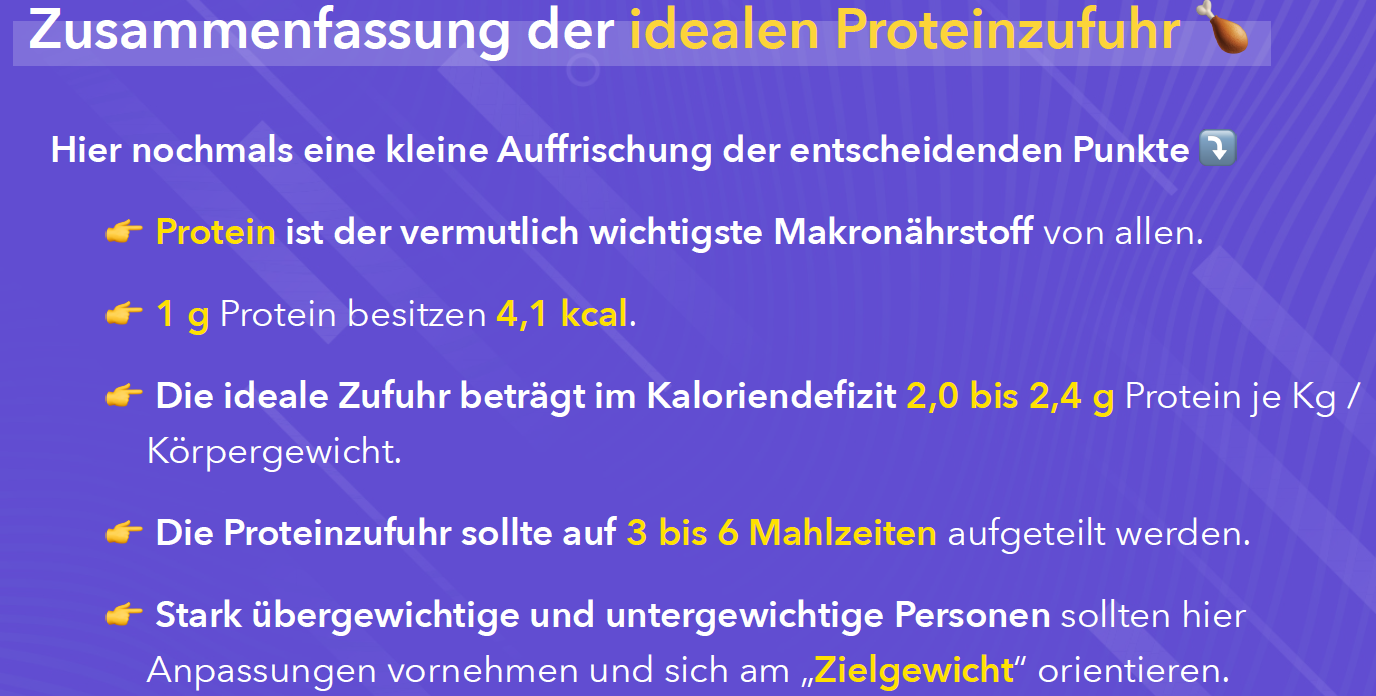 Zusammenfassung der idealen Proteinzufuhr 🍗
Hier nochmals eine kleine Auffrischung der entscheidenden Punkte ⤵️
👉 Protein ist der vermutlich wichtigste Makronährstoff von allen.
👉 1 g Protein besitzen 4,1 kcal.
👉 Die ideale Zufuhr beträgt im Kaloriendefizit 2,0 bis 2,4 g Protein je Kg /
Körpergewicht.
👉 Die Proteinzufuhr sollte auf 3 bis 6 Mahlzeiten aufgeteilt werden.
👉 Stark übergewichtige und untergewichtige Personen sollten hier
Anpassungen vornehmen und sich am „Zielgewicht“ orientieren.